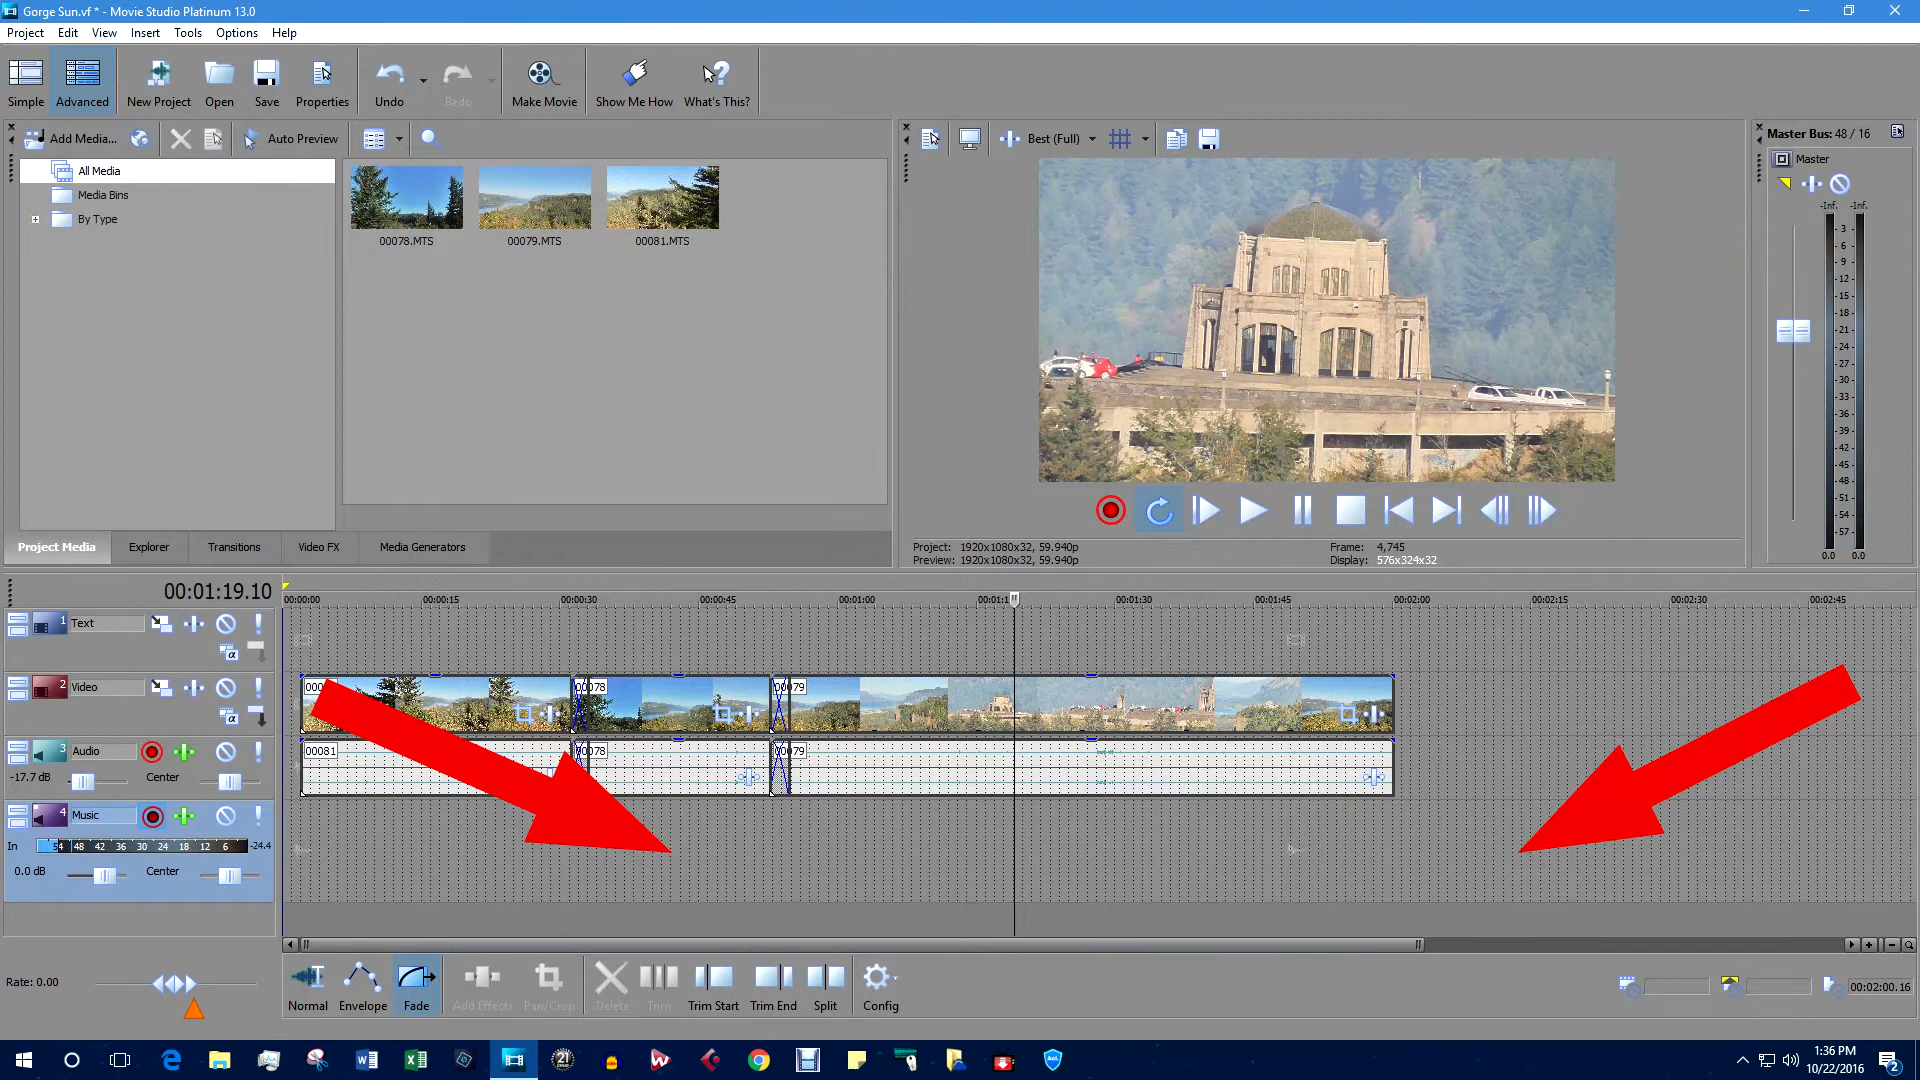 Gorge Sun.vf * - Movie Studio Platinum 13.0
Project Edit View Insert Tools Options Help
Simple Advanced New Project Open Save Properties Undo Redo Make Movie Show Me How What's This?
Add Media... Auto Preview
Best (Full)
Master Bus: 48 / 16
All Media
Media Bins
By Type
00078.MTS 00079.MTS 00081.MTS
Master
-Inf. -Inf.
3
6
9
12
15
18
21
24
27
30
33
36
39
42
45
48
51
54
57
0.0 0.0
Project Media Explorer Transitions Video FX Media Generators
Project: 1920x1080x32, 59.940p Frame: 4,745
Preview: 1920x1080x32, 59.940p Display: 576x324x32
00:01:19.10
00:00:00 00:00:15 00:00:30 00:00:45 00:01:00 00:01:1 00:01:30 00:01:45 00:02:00 00:02:15 00:02:30 00:02:45
1 Text
2 Video
00078 00079
3 Audio
00081 00078 00079
-17.7 dB Center
4 Music
In 54 48 42 36 30 24 18 12 6 -24.4
0.0 dB Center
Rate: 0.00
Normal Envelope Fade Add Effects Pan/Crop Delete Trim Trim Start Trim End Split Config
00:02:00.16
1:36 PM
10/22/2016
2